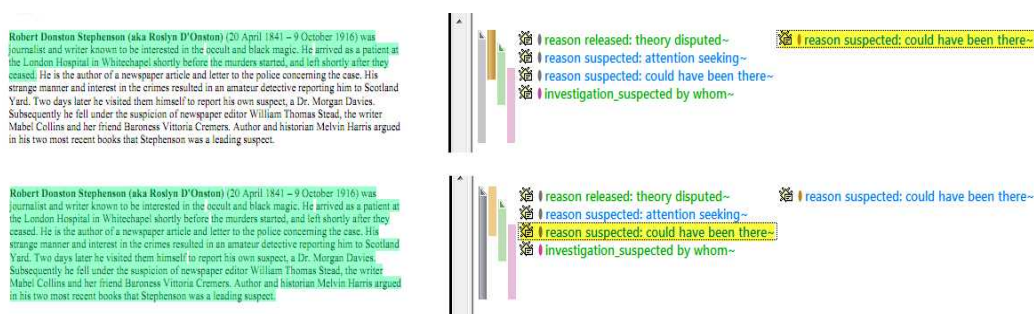 Robert Donston Stephenson (aka Roslyn D'Onston) (20 April 1841 – 9 October 1916) was
journalist and writer known to be interested in the occult and black magic. He arrived as a patient at
the London Hospital in Whitechapel shortly before the murders started, and left shortly after they
ceased. He is the author of a newspaper article and letter to the police concerning the case. His
strange manner and interest in the crimes resulted in an amateur detective reporting him to Scotland
Yard. Two days later he visited them himself to report his own suspect, a Dr. Morgan Davies.
Subsequently he fell under the suspicion of newspaper editor William Thomas Stead, the writer
Mabel Collins and her friend Baroness Vittoria Cremers. Author and historian Melvin Harris argued
in his two most recent books that Stephenson was a leading suspect.
reason released: theory disputed~
reason suspected: attention seeking~
reason suspected: could have been there~
investigation_suspected by whom~
reason suspected: could have been there~
Robert Donston Stephenson (aka Roslyn D'Onston) (20 April 1841 – 9 October 1916) was
journalist and writer known to be interested in the occult and black magic. He arrived as a patient at
the London Hospital in Whitechapel shortly before the murders started, and left shortly after they
ceased. He is the author of a newspaper article and letter to the police concerning the case. His
strange manner and interest in the crimes resulted in an amateur detective reporting him to Scotland
Yard. Two days later he visited them himself to report his own suspect, a Dr. Morgan Davies.
Subsequently he fell under the suspicion of newspaper editor William Thomas Stead, the writer
Mabel Collins and her friend Baroness Vittoria Cremers. Author and historian Melvin Harris argued
in his two most recent books that Stephenson was a leading suspect.
reason released: theory disputed~
reason suspected: attention seeking~
reason suspected: could have been there~
investigation_suspected by whom~
reason suspected: could have been there~